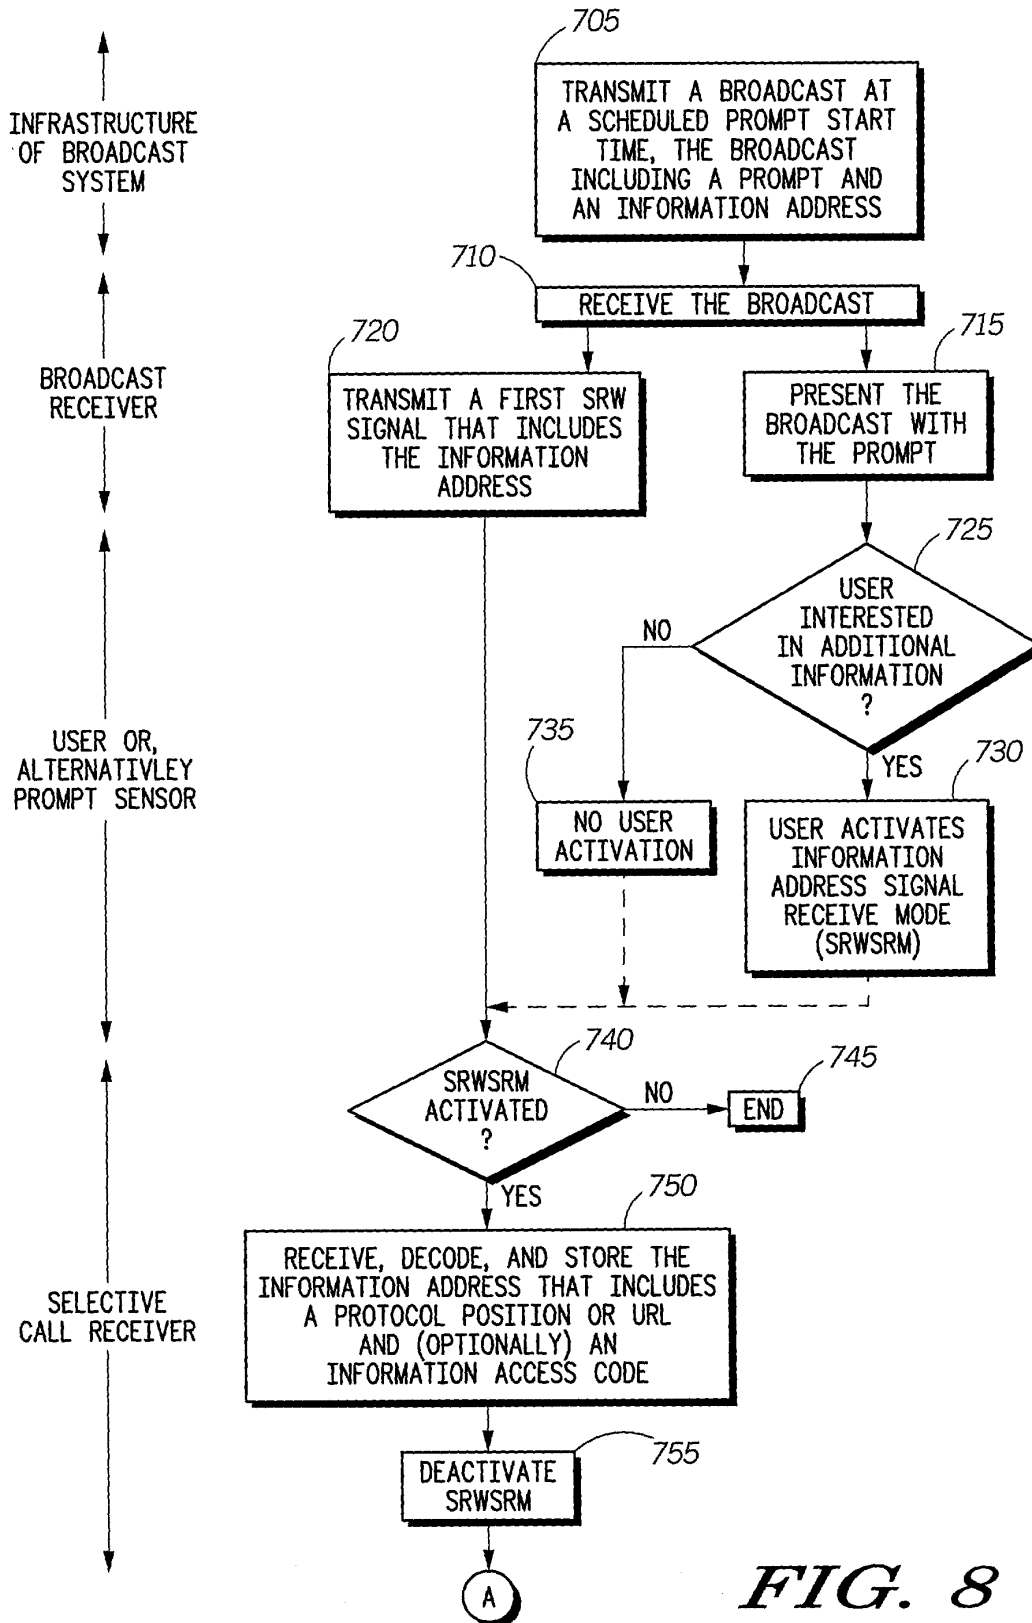 705
TRANSMIT A BROADCAST AT
A SCHEDULED PROMPT START
TIME, THE BROADCAST
INCLUDING A PROMPT AND
AN INFORMATION ADDRESS
INFRASTRUCTURE
OF BROADCAST
SYSTEM
710
RECEIVE THE BROADCAST
720
715
BROADCAST
RECEIVER
TRANSMIT A FIRST SRW
SIGNAL THAT INCLUDES
THE INFORMATION
ADDRESS
PRESENT THE
BROADCAST WITH
THE PROMPT
725
USER
INTERESTED
IN ADDITIONAL
INFORMATION
?
NO
YES
USER OR,
ALTERNATIVLEY
PROMPT SENSOR
735
NO USER
ACTIVATION
730
USER ACTIVATES
INFORMATION
ADDRESS SIGNAL
RECEIVE MODE
(SRWSRM)
740
SRWSRM
ACTIVATED
?
NO
745
END
YES
750
SELECTIVE
CALL RECEIVER
RECEIVE, DECODE, AND STORE THE
INFORMATION ADDRESS THAT INCLUDES
A PROTOCOL POSITION OR URL
AND (OPTIONALLY) AN
INFORMATION ACCESS CODE
755
DEACTIVATE
SRWSRM
A
FIG. 8